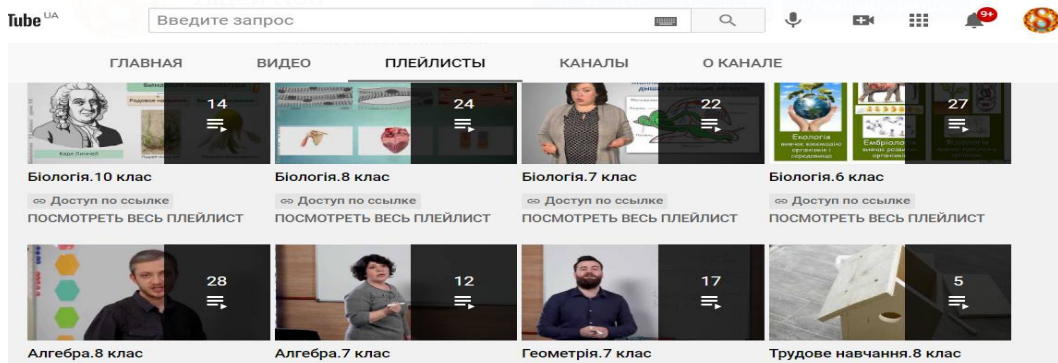 Tube UA
Введите запрос
9+
ГЛАВНАЯ ВИДЕО ПЛЕЙЛИСТЫ КАНАЛЫ О КАНАЛЕ
14 24 22 27
Карл Лінней
Екологія
Біологія.10 клас Біологія.8 клас Біологія.7 клас Біологія.6 клас
Доступ по ссылке Доступ по ссылке Доступ по ссылке Доступ по ссылке
ПОСМОТРЕТЬ ВЕСЬ ПЛЕЙЛИСТ ПОСМОТРЕТЬ ВЕСЬ ПЛЕЙЛИСТ ПОСМОТРЕТЬ ВЕСЬ ПЛЕЙЛИСТ ПОСМОТРЕТЬ ВЕСЬ ПЛЕЙЛИСТ
28 12 17 5
Алгебра.8 клас Алгебра.7 клас Геометрія.7 клас Трудове навчання.8 клас